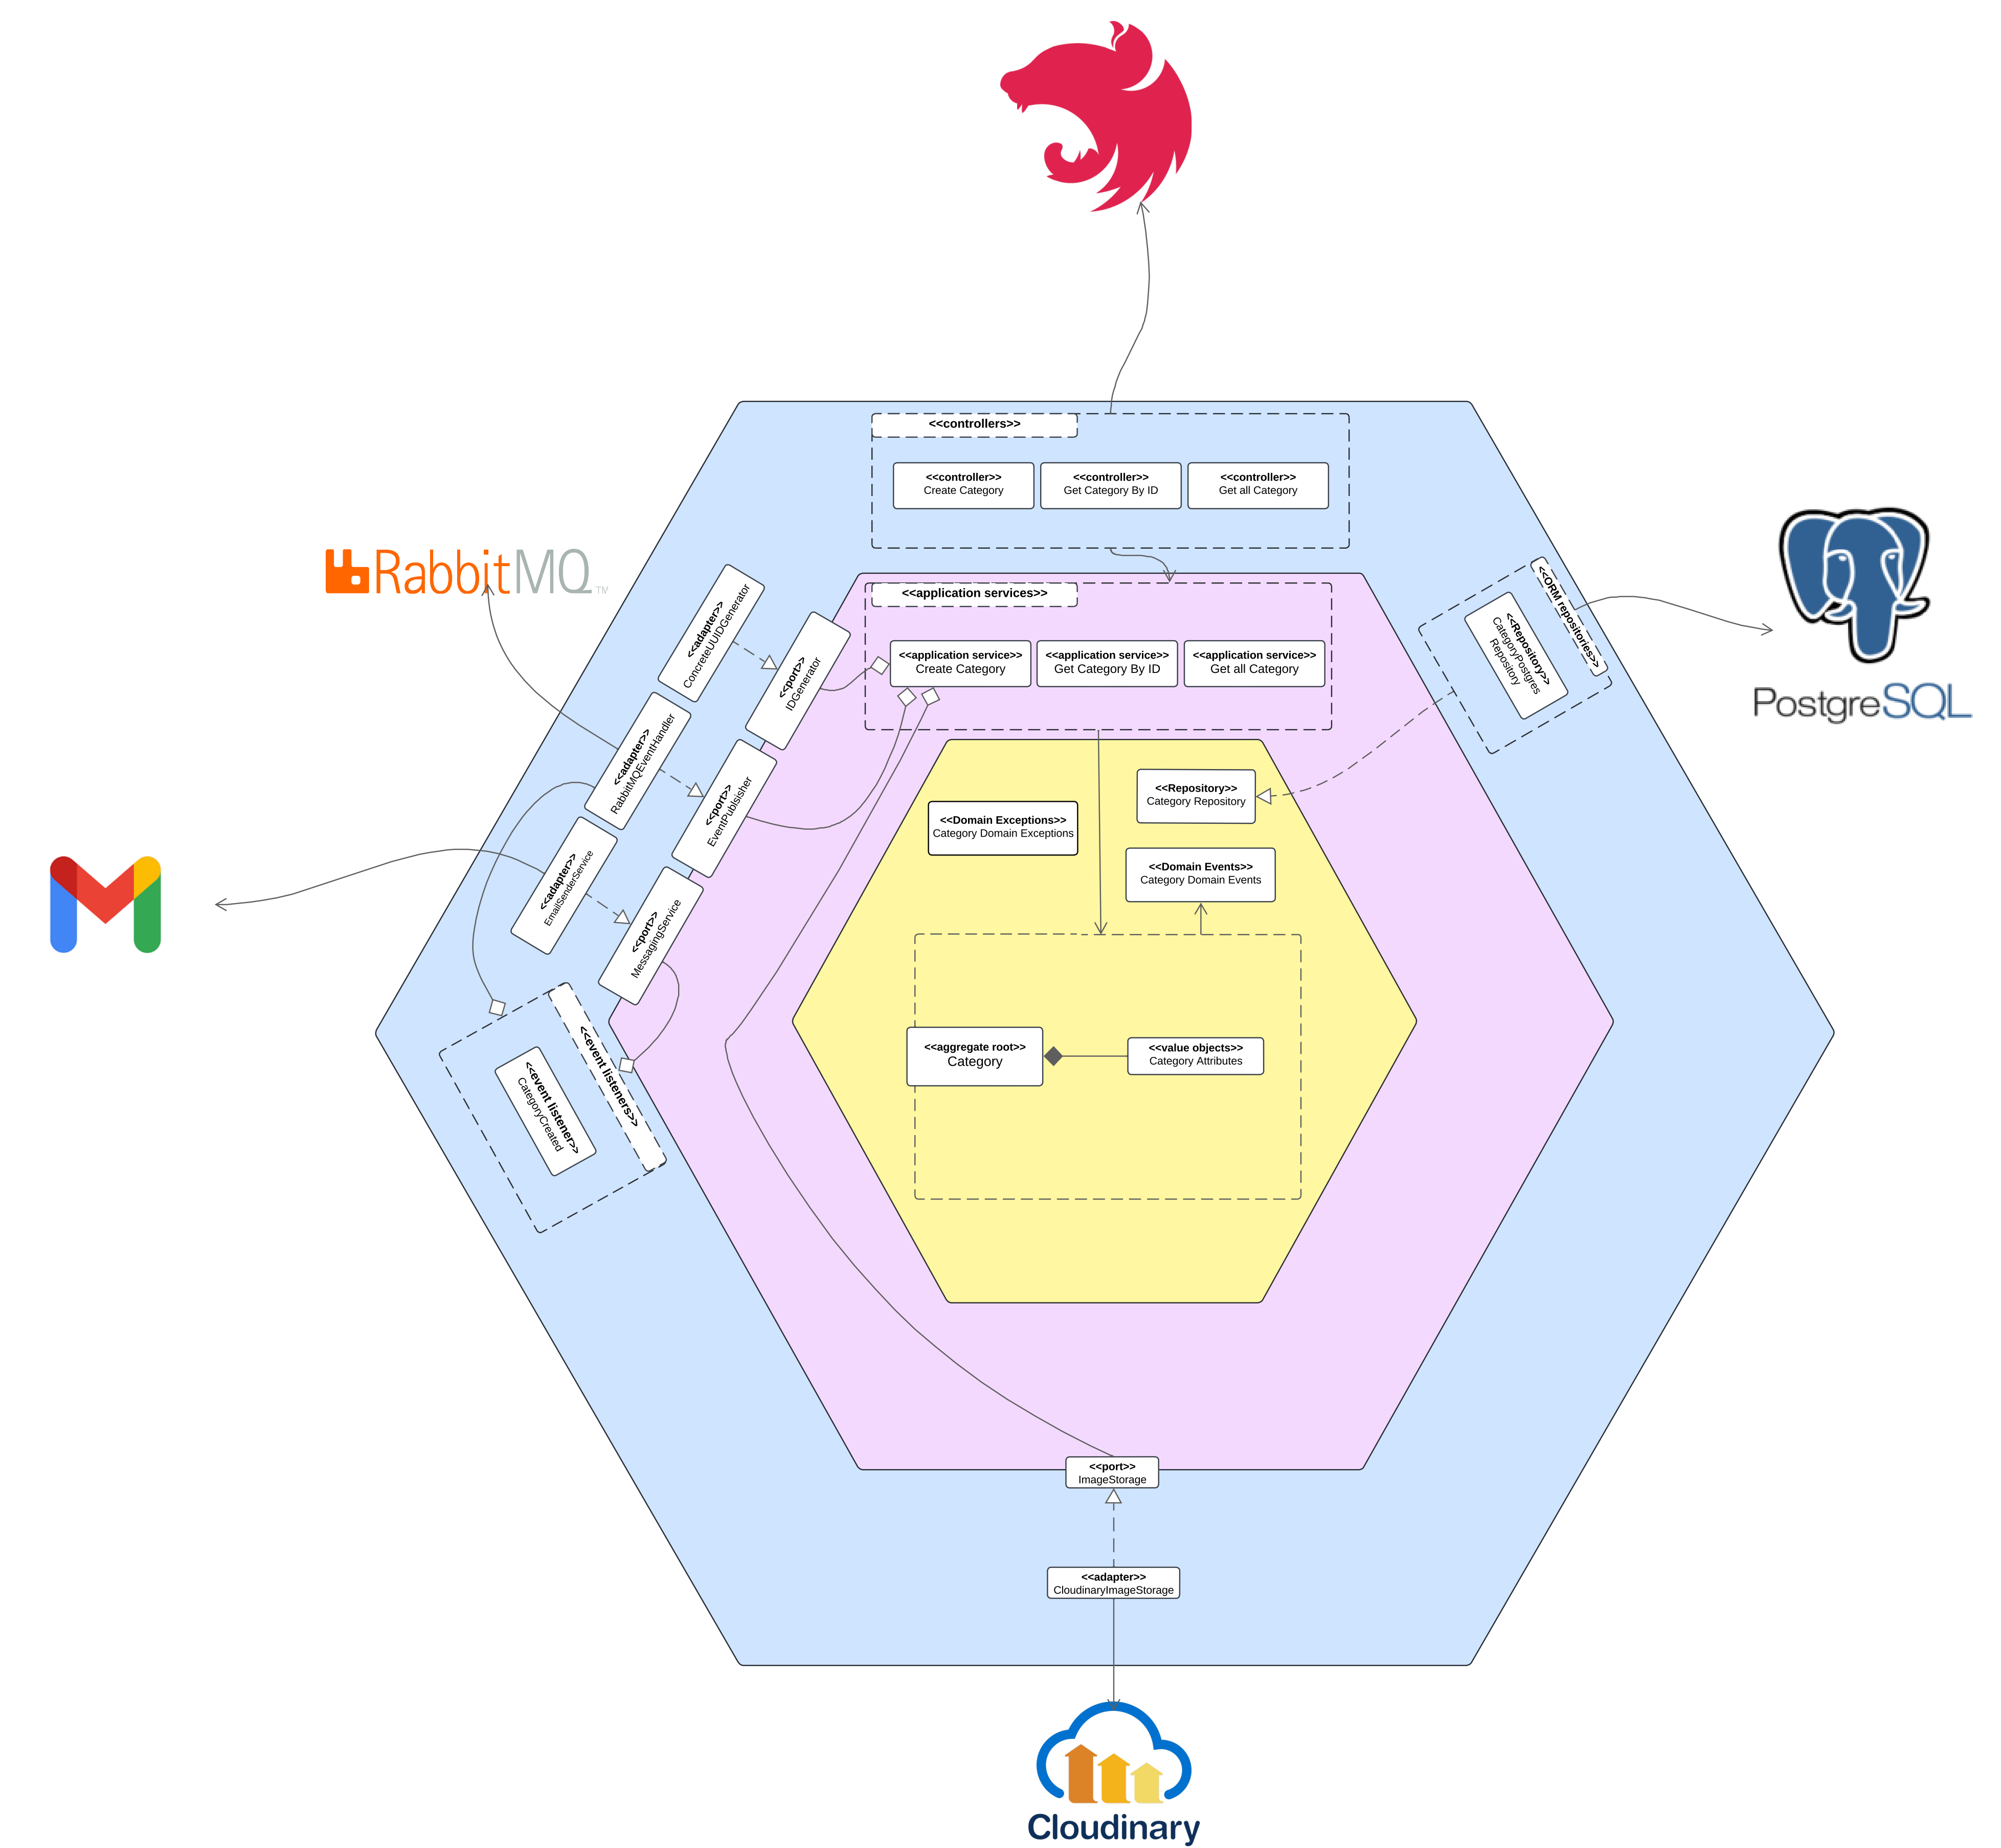 <<controllers>>
<<controller>>
Create Category
<<controller>>
Get Category By ID
<<controller>>
Get all Category
RabbitMQ TM
<<adapter>>
ConcreteUUIDGenerator
<<port>>
IDGenerator
<<application services>>
<<application service>>
Create Category
<<application service>>
Get Category By ID
<<application service>>
Get all Category
<<ORM repositories>>
<<Repository>>
CategoryPostgres
Repository
PostgreSQL
<<adapter>>
RabbitMQEventHandler
<<port>>
EventPublsisher
<<Repository>>
Category Repository
<<Domain Exceptions>>
Category Domain Exceptions
<<Domain Events>>
Category Domain Events
<<adapter>>
EmailSenderService
<<port>>
MessagingService
<<event listeners>>
<<event listener>>
CategoryCreated
<<aggregate root>>
Category
<<value objects>>
Category Attributes
<<port>>
ImageStorage
<<adapter>>
CloudinaryImageStorage
Cloudinary